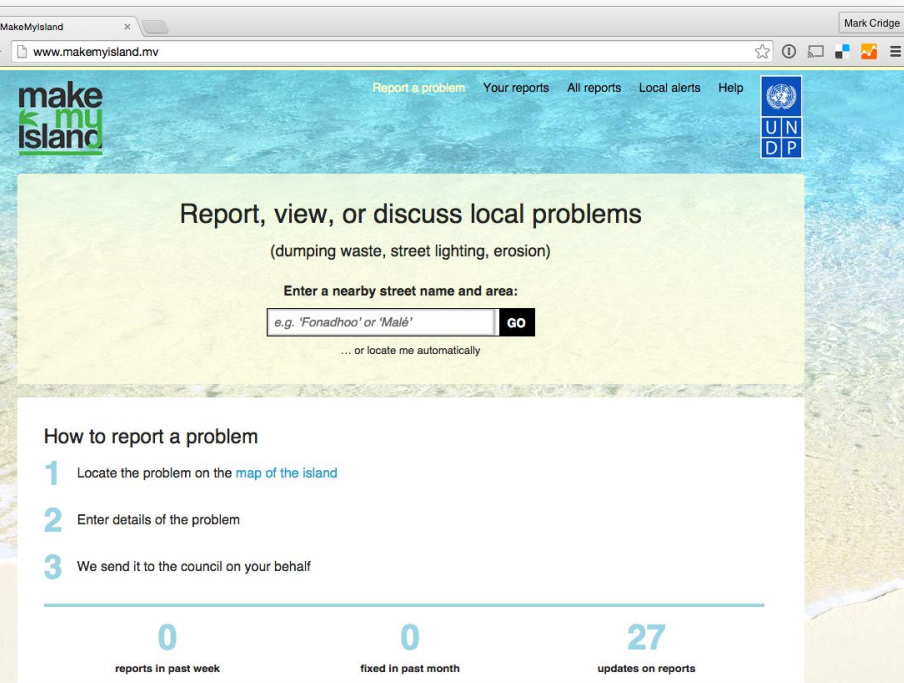 MakeMyIsland
Mark Cridge
www.makemyisland.mv
make
my
island
Report a problem Your reports All reports Local alerts Help
U N
D P
Report, view, or discuss local problems
(dumping waste, street lighting, erosion)
Enter a nearby street name and area:
e.g. ‘Fonadhoo’ or ‘Malé’
GO
… or locate me automatically
How to report a problem
1 Locate the problem on the map of the island
2 Enter details of the problem
3 We send it to the council on your behalf
0 0 27
reports in past week fixed in past month updates on reports